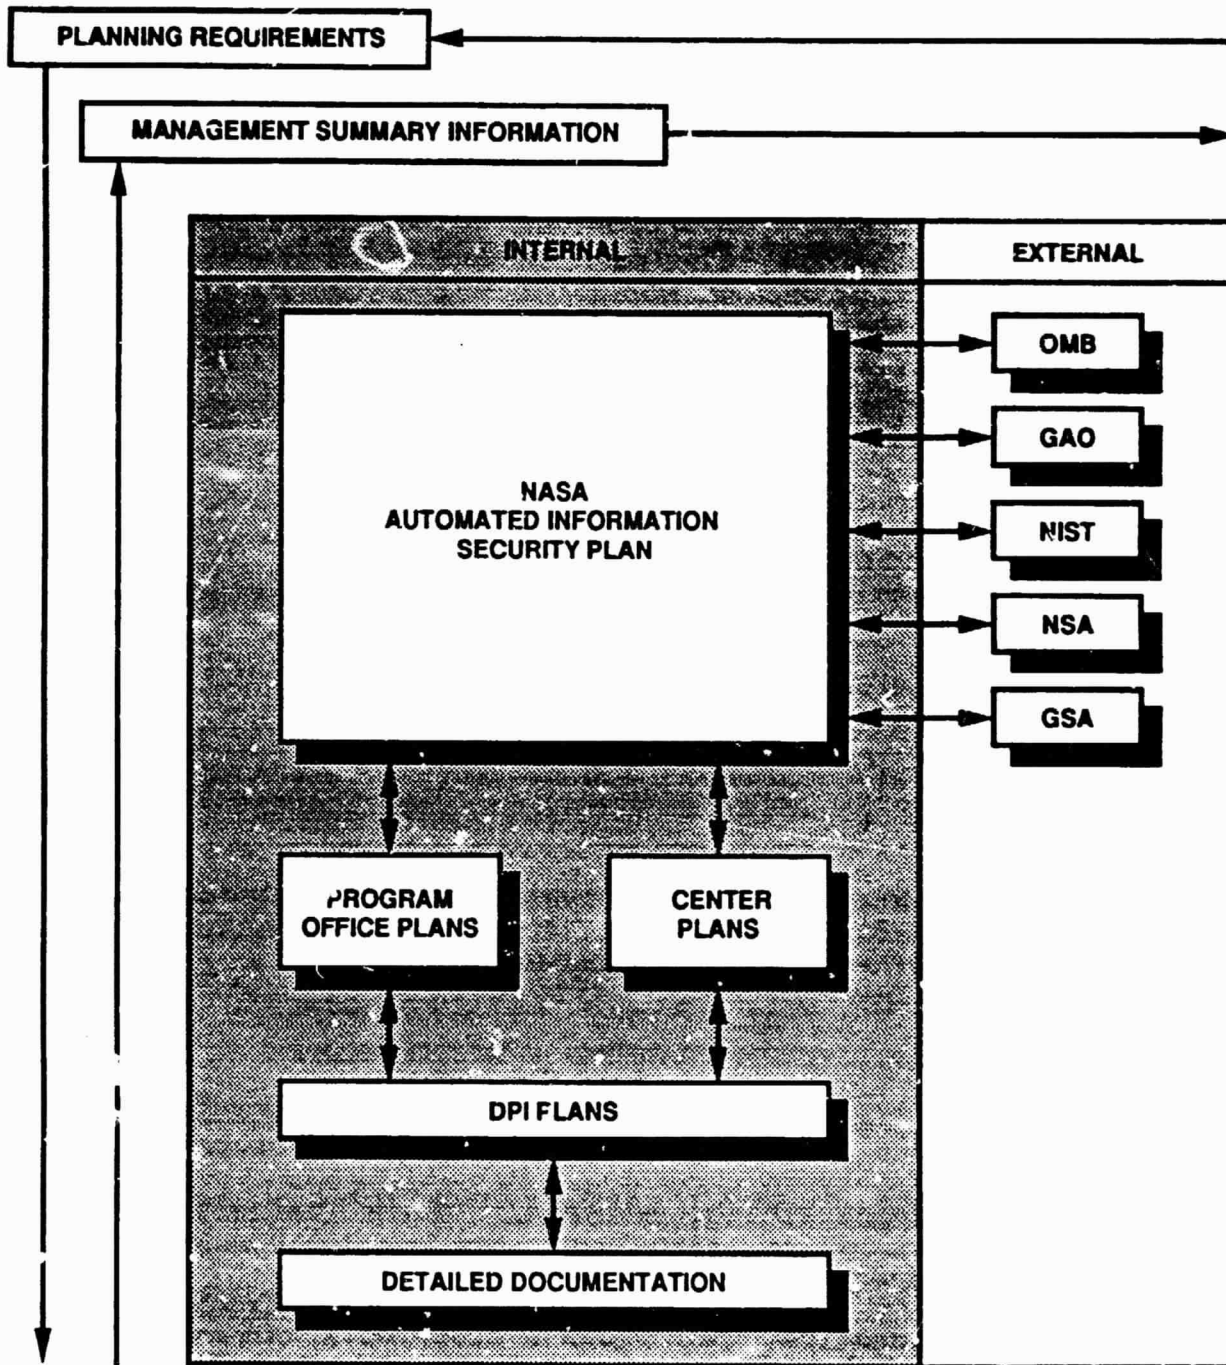 PLANNING REQUIREMENTS
MANAGEMENT SUMMARY INFORMATION
INTERNAL
EXTERNAL
NASA
AUTOMATED INFORMATION
SECURITY PLAN
OMB
GAO
NIST
NSA
GSA
PROGRAM
OFFICE PLANS
CENTER
PLANS
DPI FLANS
DETAILED DOCUMENTATION